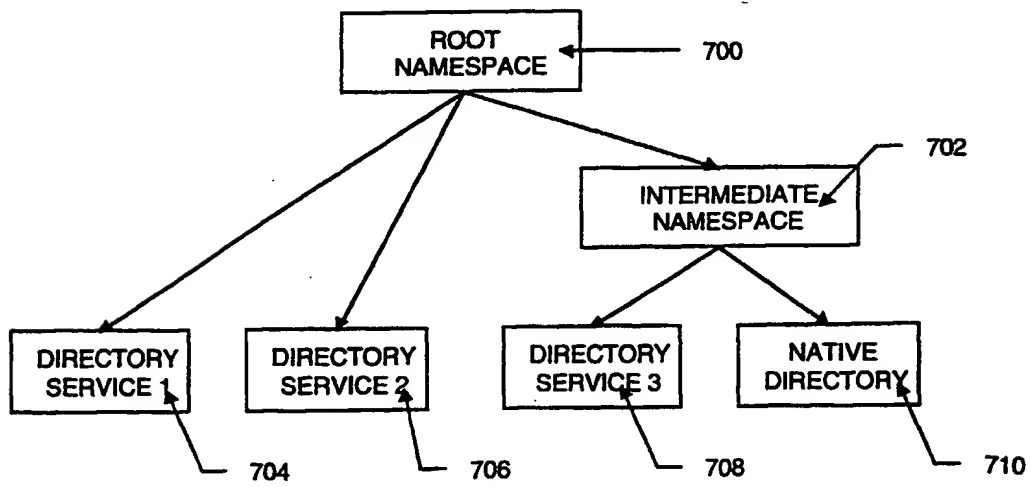 ROOT
NAMESPACE
700
702
INTERMEDIATE
NAMESPACE
DIRECTORY
SERVICE 1
DIRECTORY
SERVICE 2
DIRECTORY
SERVICE 3
NATIVE
DIRECTORY
704
706
708
710